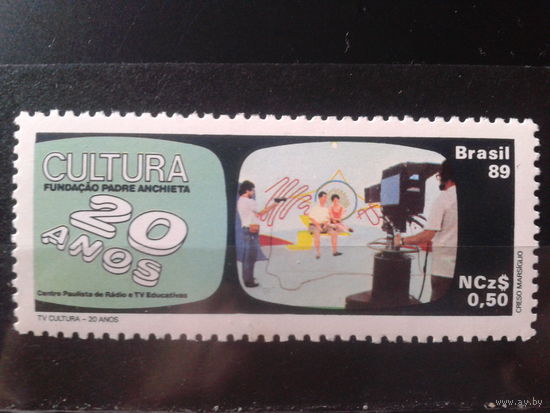 CULTURA
FUNDAÇÃO PADRE ANCHIETA
20
ANOS
Centro Paulista de Rádio e TV Educativas
TV CULTURA – 20 ANOS
Brasil
89
NCz$
0,50
CRESO MARSÍGLIO
www.ay.by